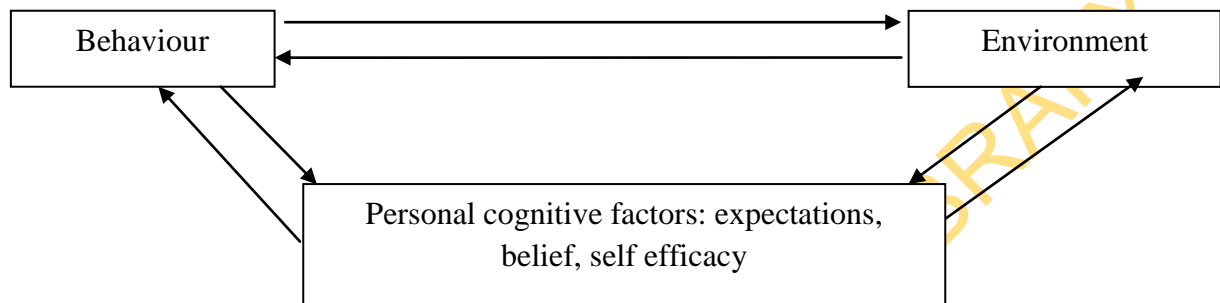 Behaviour
Environment
Personal cognitive factors: expectations,
belief, self efficacy